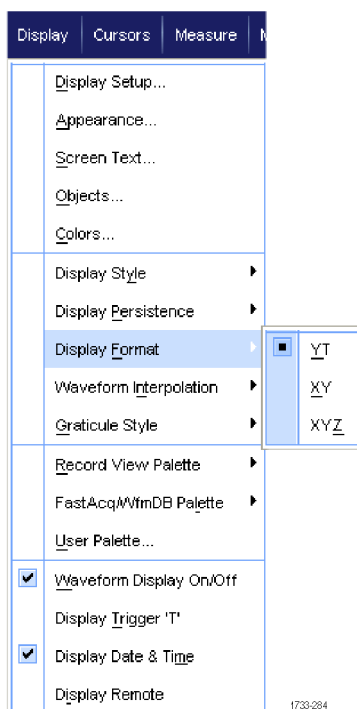 Display Cursors Measure
Display Setup...
Appearance...
Screen Text...
Objects...
Colors...
Display Style
Display Persistence
Display Format
YT
XY
XYZ
Waveform Interpolation
Graticule Style
Record View Palette
FastAcq/WfmDB Palette
User Palette...
Waveform Display On/Off
Display Trigger 'T'
Display Date & Time
Display Remote
1733-284